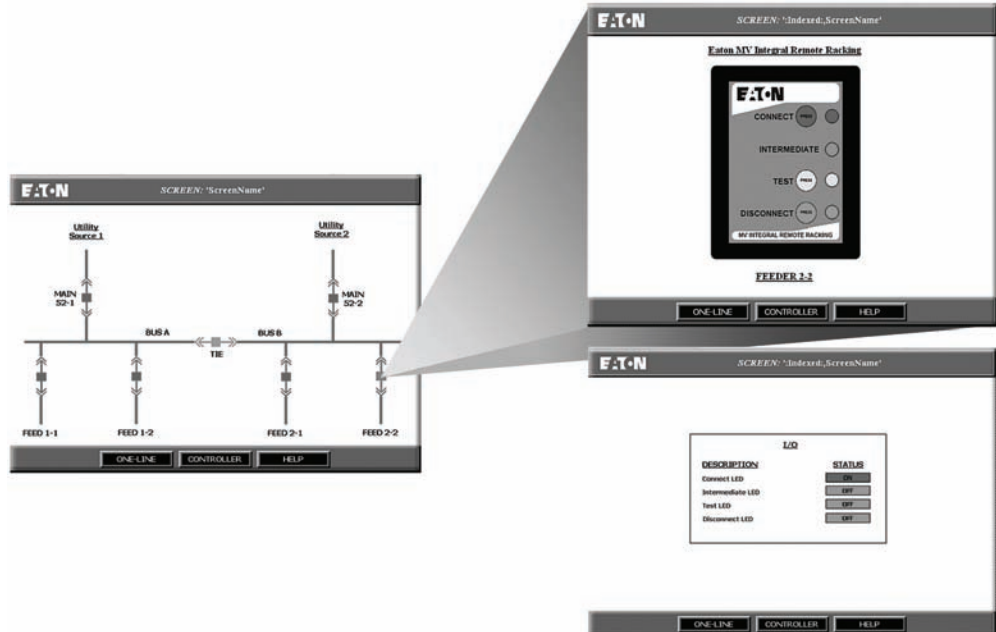 EATON
SCREEN: 'ScreenName'
Utility
Source 1
Utility
Source 2
MAIN
52-1
MAIN
52-2
BUS A
BUS B
TIE
FEED 1-1
FEED 1-2
FEED 2-1
FEED 2-2
ONE-LINE
CONTROLLER
HELP
EATON
SCREEN: ':Indexed:,ScreenName'
Eaton MV Integral Remote Racking
EATON
CONNECT PRESS
INTERMEDIATE
TEST PRESS
DISCONNECT PRESS
MV INTEGRAL REMOTE RACKING
FEEDER 2-2
ONE-LINE
CONTROLLER
HELP
EATON
SCREEN: ':Indexed:,ScreenName'
I/O
DESCRIPTION STATUS
Connect LED ON
Intermediate LED OFF
Test LED OFF
Disconnect LED OFF
ONE-LINE
CONTROLLER
HELP